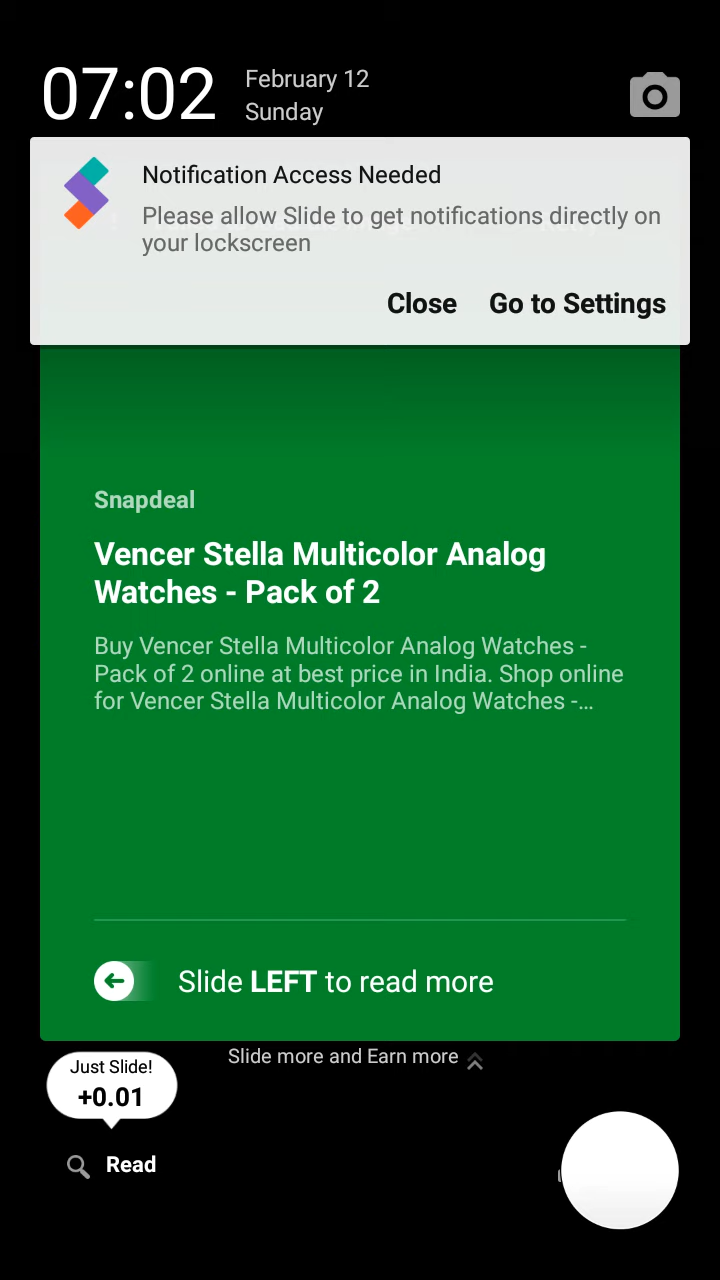 07:02
February 12
Sunday
Notification Access Needed
Please allow Slide to get notifications directly on
your lockscreen
Close Go to Settings
Snapdeal
Vencer Stella Multicolor Analog
Watches - Pack of 2
Buy Vencer Stella Multicolor Analog Watches -
Pack of 2 online at best price in India. Shop online
for Vencer Stella Multicolor Analog Watches -...
Slide LEFT to read more
Slide more and Earn more
Just Slide!
+0.01
Read